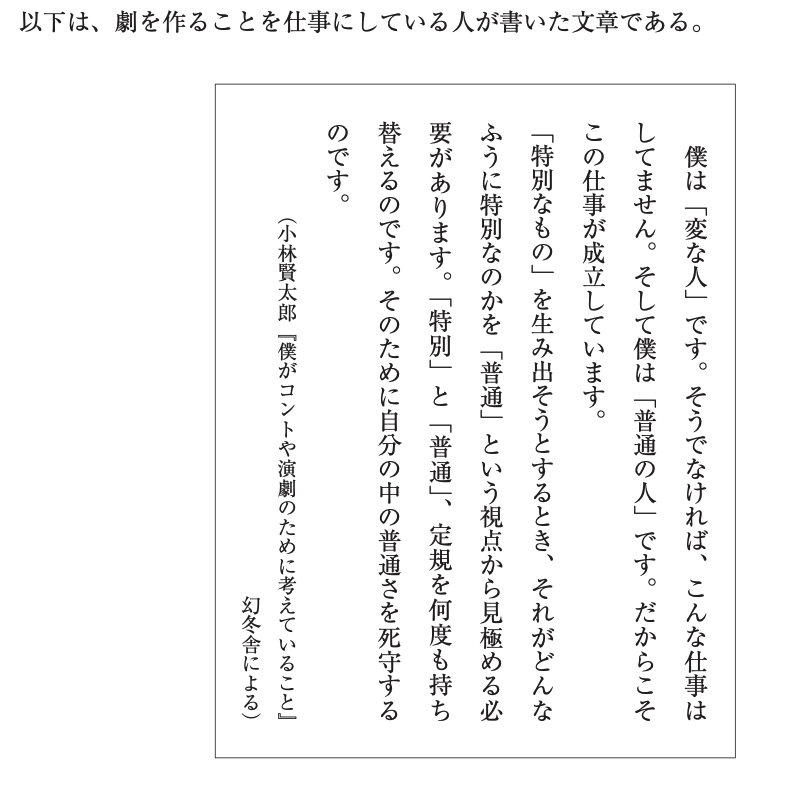 以下は、劇を作ることを仕事にしている人が書いた文章である。
僕は「変な人」です。そうでなければ、こんな仕事は
してません。そして僕は「普通の人」です。だからこそ
この仕事が成立しています。
「特別なもの」を生み出そうとするとき、それがどんな
ふうに特別なのかを「普通」という視点から見極める必
要があります。「特別」と「普通」、定規を何度も持ち
替えるのです。そのために自分の中の普通さを死守する
のです。
（小林賢太郎『僕がコントや演劇のために考えていること』
幻冬舎による）